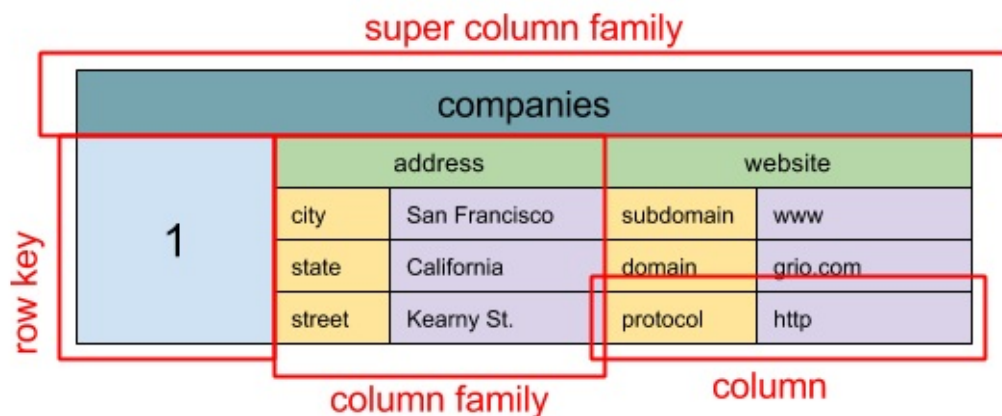 super column family
companies
address website
row key
1
city San Francisco subdomain www
state California domain grio.com
street Kearny St. protocol http
column family
column